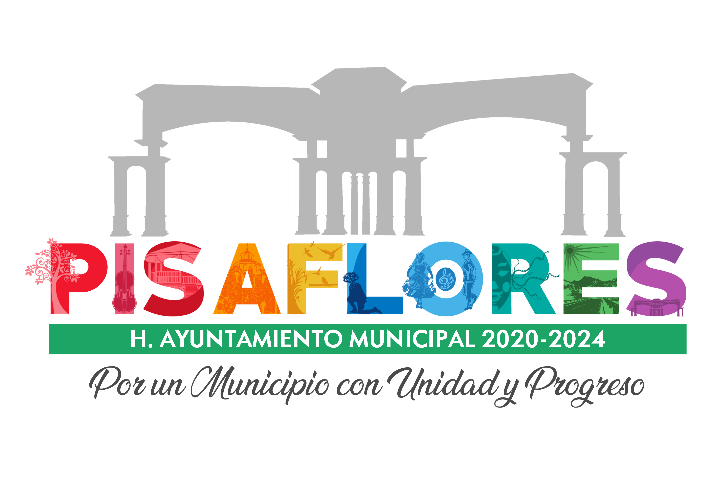 PISAFLORES
H. AYUNTAMIENTO MUNICIPAL 2020-2024
Por un Municipio con Unidad y Progreso